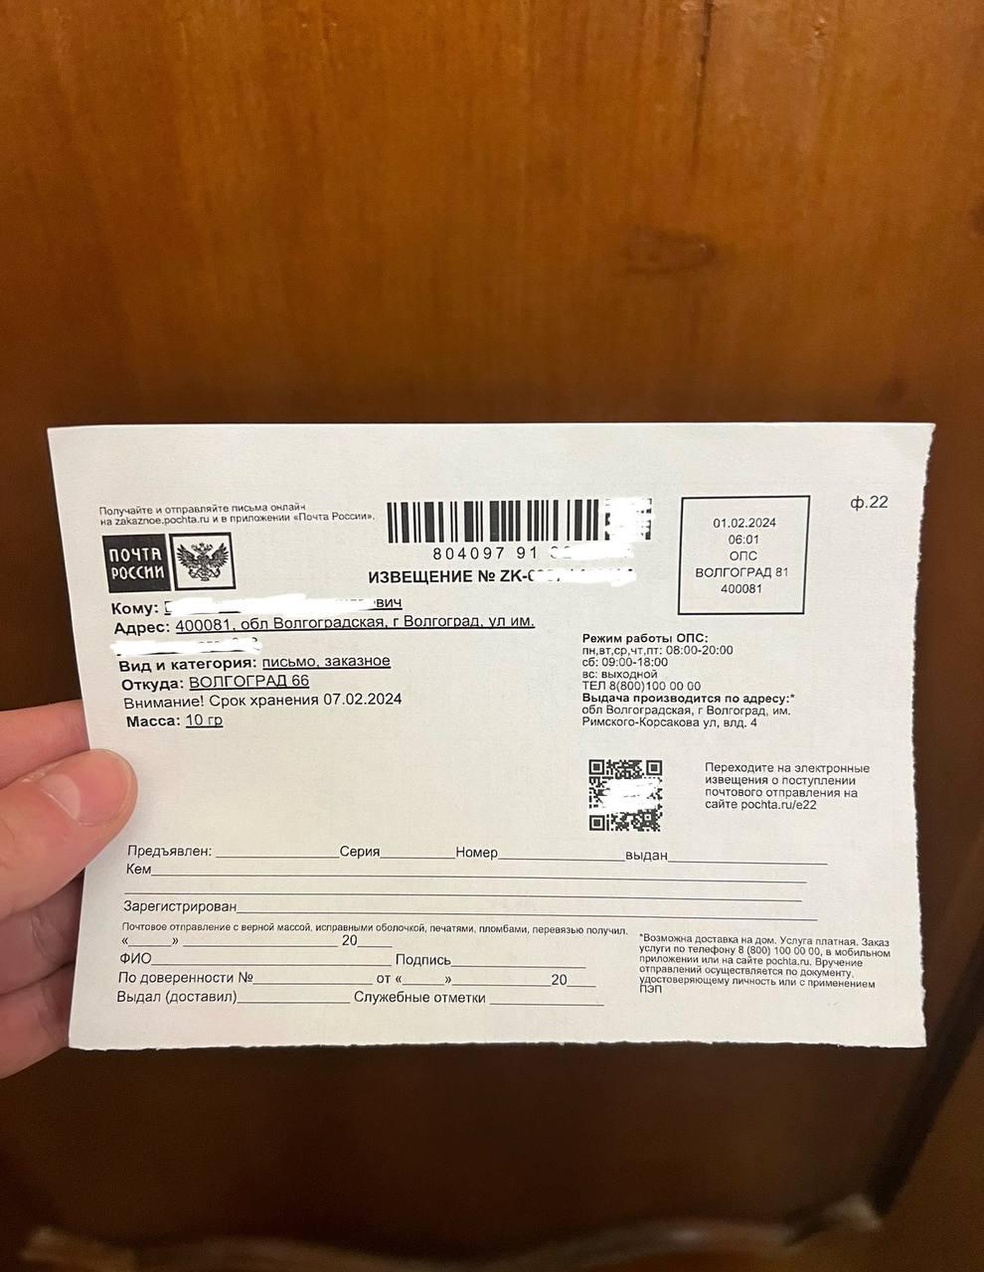 Получайте и отправляйте письма онлайн
на zakaznoe.pochta.ru и в приложении «Почта России».
ПОЧТА
РОССИИ
804097 91
ИЗВЕЩЕНИЕ № ZK-
01.02.2024
06:01
ОПС
ВОЛГОГРАД 81
400081
ф.22
Кому:
Адрес: 400081, обл Волгоградская, г Волгоград, ул им.
Вид и категория: письмо, заказное
Откуда: ВОЛГОГРАД 66
Внимание! Срок хранения 07.02.2024
Масса: 10 гр
Режим работы ОПС:
пн,вт,ср,чт,пт: 08:00-20:00
сб: 09:00-18:00
вс: выходной
ТЕЛ 8(800)100 00 00
Выдача производится по адресу:*
обл Волгоградская, г Волгоград, им.
Римского-Корсакова ул, влд. 4
Переходите на электронные
извещения о поступлении
почтового отправления на
сайте pochta.ru/e22
Предъявлен: Серия Номер выдан
Кем
Зарегистрирован
Почтовое отправление с верной массой, исправными оболочкой, печатями, пломбами, перевязью получил.
« » 20
ФИО Подпись
По доверенности № от « » 20
Выдал (доставил) Служебные отметки
*Возможна доставка на дом. Услуга платная. Заказ
услуги по телефону 8 (800) 100 00 00, в мобильном
приложении или на сайте pochta.ru. Вручение
отправлений осуществляется по документу,
удостоверяющему личность или с применением
ПЭП